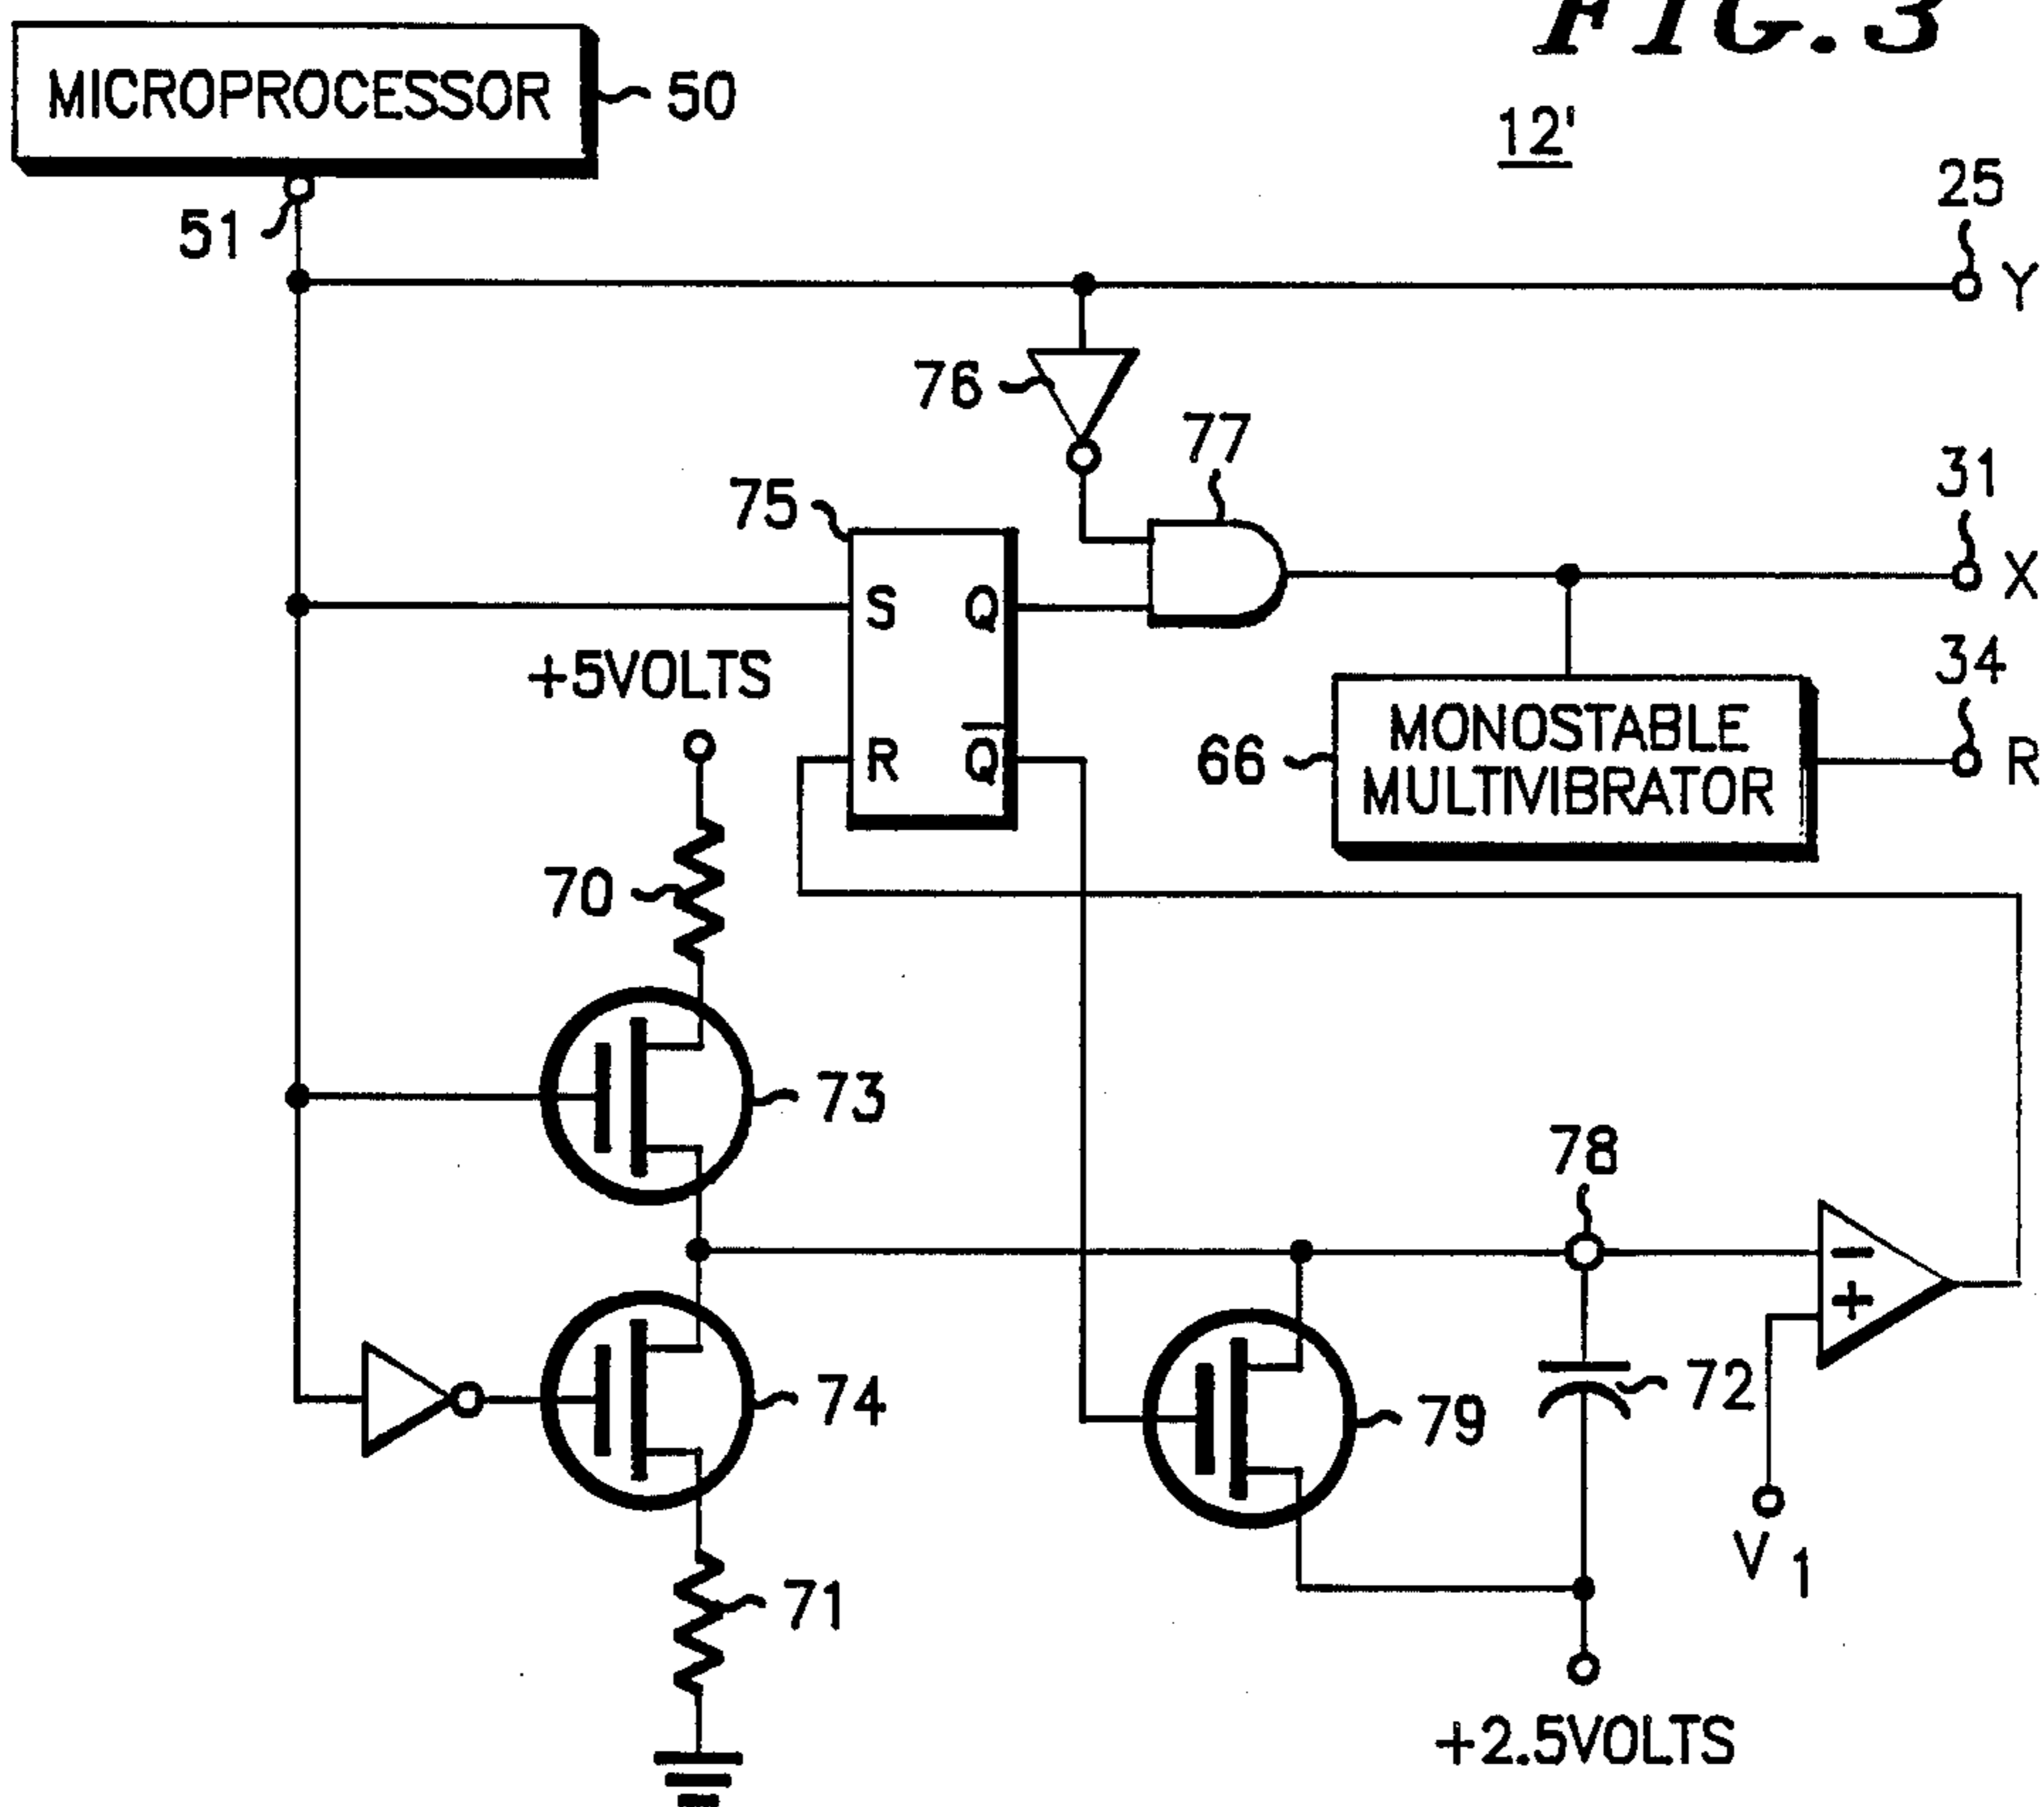 FIG. 3
MICROPROCESSOR
50
12'
51
25
Y
76
77
75
31
X
S
Q
+5VOLTS
34
R
Q̅
MONOSTABLE
MULTIVIBRATOR
66
R
70
73
78
−
+
74
79
72
V1
71
+2.5VOLTS